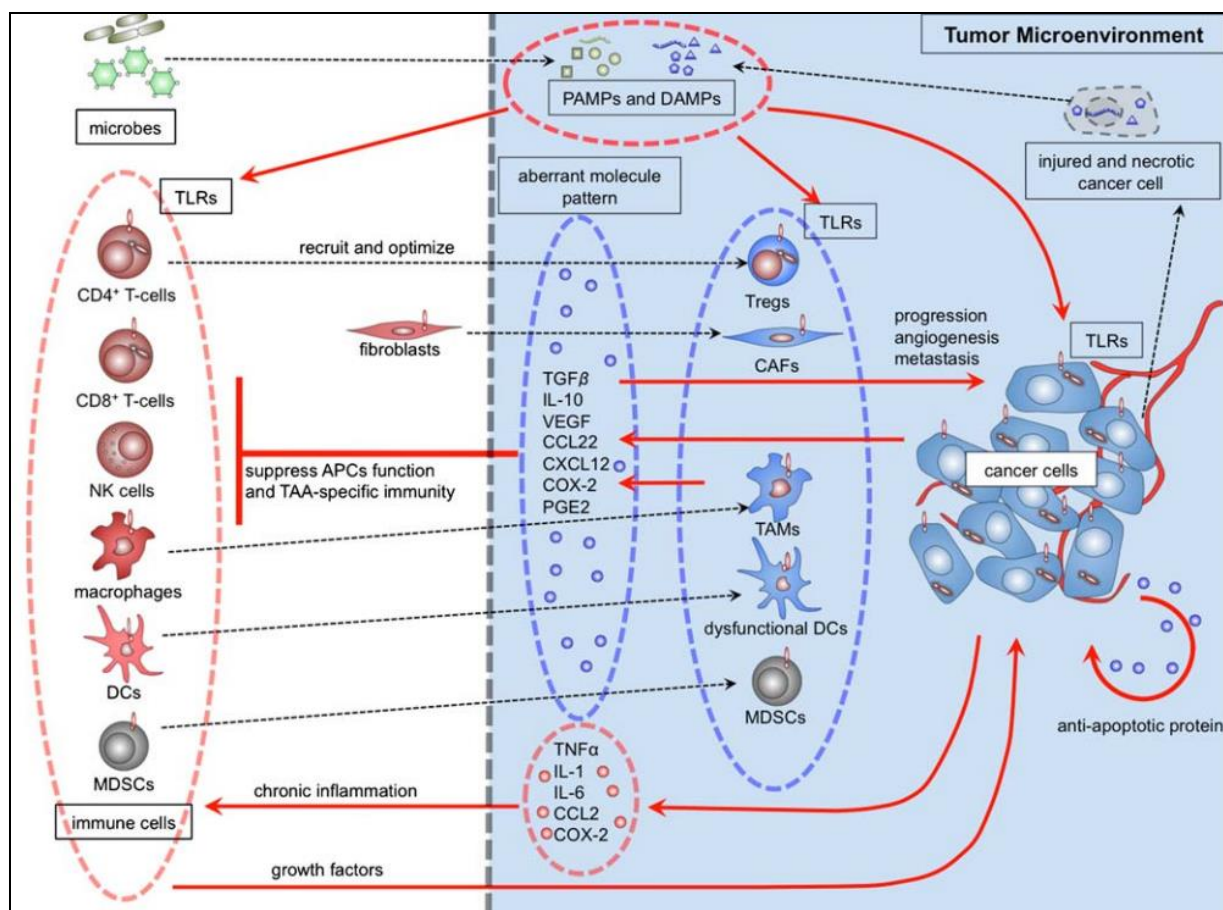 Tumor Microenvironment
microbes
PAMPs and DAMPs
injured and necrotic
cancer cell
TLRs
aberrant molecule
pattern
TLRs
CD4⁺ T-cells
recruit and optimize
Tregs
fibroblasts
CAFs
progression
angiogenesis
metastasis
TLRs
CD8⁺ T-cells
TGFβ
IL-10
VEGF
CCL22
CXCL12
COX-2
PGE2
NK cells
suppress APCs function
and TAA-specific immunity
cancer cells
TAMs
macrophages
dysfunctional DCs
DCs
MDSCs
anti-apoptotic protein
MDSCs
TNFα
IL-1
IL-6
CCL2
COX-2
chronic inflammation
immune cells
growth factors